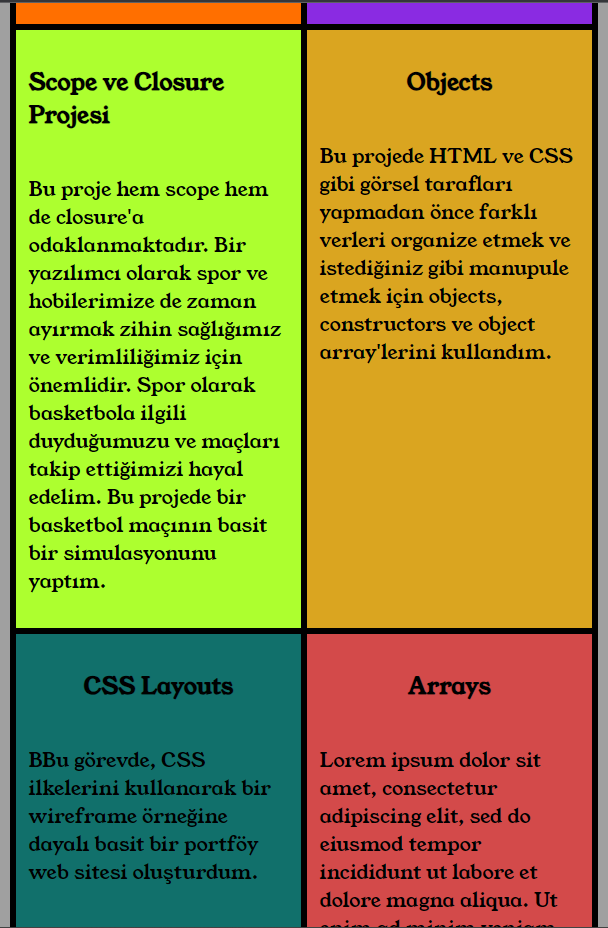 Scope ve Closure
Projesi
Bu proje hem scope hem
de closure'a
odaklanmaktadır. Bir
yazılımcı olarak spor ve
hobilerimize de zaman
ayırmak zihin sağlığımız
ve verimliliğimiz için
önemlidir. Spor olarak
basketbola ilgili
duyduğumuzu ve maçları
takip ettiğimizi hayal
edelim. Bu projede bir
basketbol maçının basit
bir simulasyonunu
yaptım.
Objects
Bu projede HTML ve CSS
gibi görsel tarafları
yapmadan önce farklı
verleri organize etmek ve
istediğiniz gibi manupule
etmek için objects,
constructors ve object
array'lerini kullandım.
CSS Layouts
BBu görevde, CSS
ilkelerini kullanarak bir
wireframe örneğine
dayalı basit bir portföy
web sitesi oluşturdum.
Arrays
Lorem ipsum dolor sit
amet, consectetur
adipiscing elit, sed do
eiusmod tempor
incididunt ut labore et
dolore magna aliqua. Ut
enim ad minim veniam